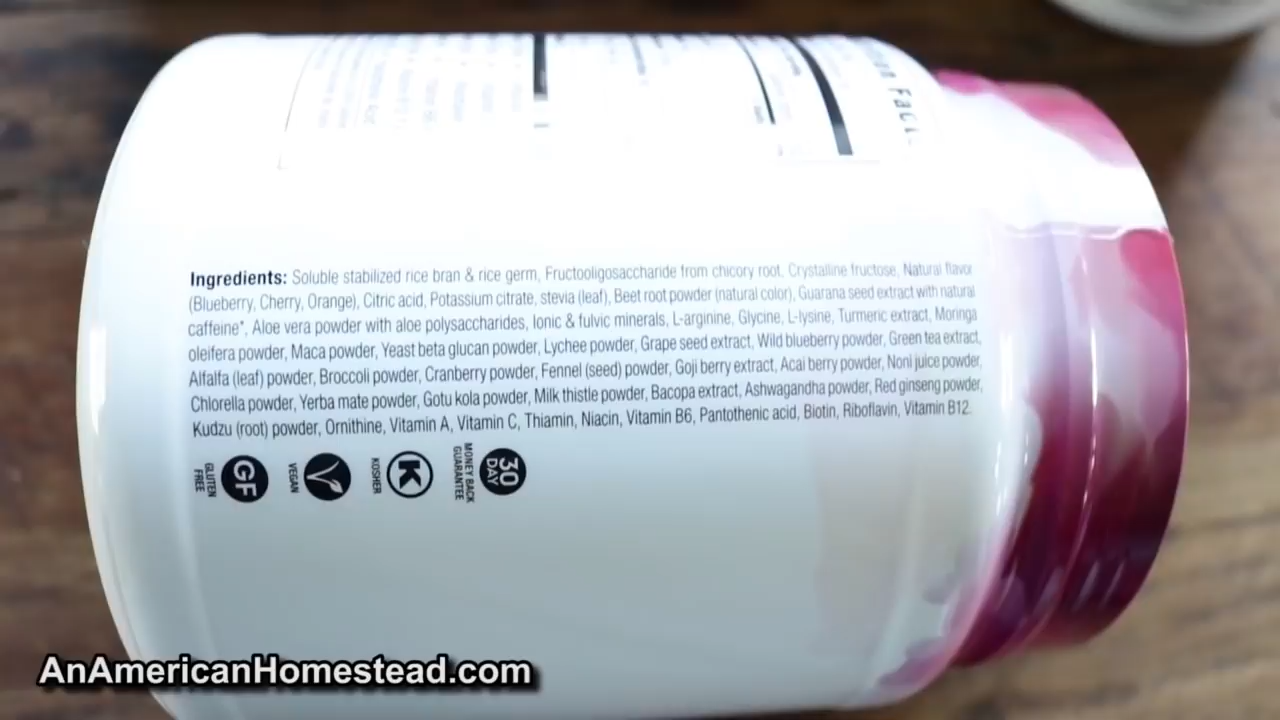 Ingredients: Soluble stabilized rice bran & rice germ, Fructooligosaccharide from chicory root, Crystalline fructose, Natural flavor
(Blueberry, Cherry, Orange), Citric acid, Potassium citrate, stevia (leaf), Beet root powder (natural color), Guarana seed extract with natural
caffeine*, Aloe vera powder with aloe polysaccharides, Ionic & fulvic minerals, L-arginine, Glycine, L-lysine, Turmeric extract, Moringa
oleifera powder, Maca powder, Yeast beta glucan powder, Lychee powder, Grape seed extract, Wild blueberry powder, Green tea extract,
Alfalfa (leaf) powder, Broccoli powder, Cranberry powder, Fennel (seed) powder, Goji berry extract, Acai berry powder, Noni juice powder,
Chlorella powder, Yerba mate powder, Gotu kola powder, Milk thistle powder, Bacopa extract, Ashwagandha powder, Red ginseng powder,
Kudzu (root) powder, Ornithine, Vitamin A, Vitamin C, Thiamin, Niacin, Vitamin B6, Pantothenic acid, Biotin, Riboflavin, Vitamin B12.
GLUTEN
FREE
GF
VEGAN
V
KOSHER
K
MONEY BACK
GUARANTEE
30
DAY
AnAmericanHomestead.com